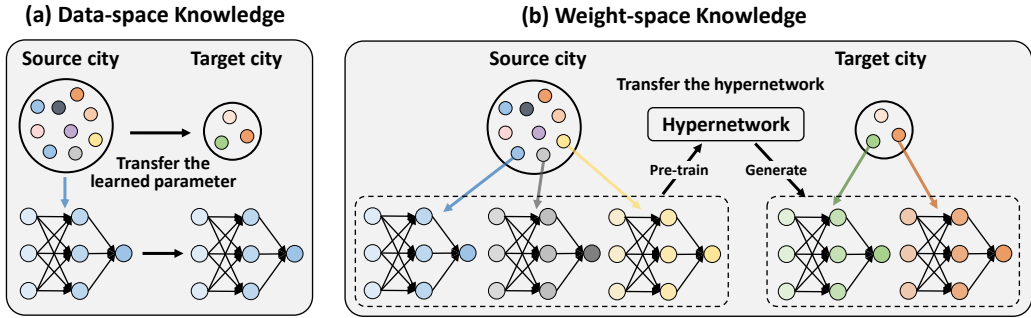 (a) Data-space Knowledge
Source city
Target city
Transfer the
learned parameter
(b) Weight-space Knowledge
Source city
Target city
Transfer the hypernetwork
Hypernetwork
Pre-train
Generate